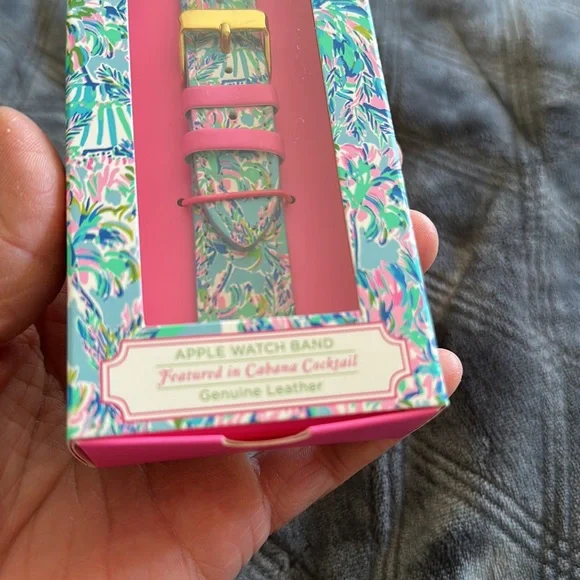 APPLE WATCH BAND
Featured in Cabana Cocktail
Genuine Leather